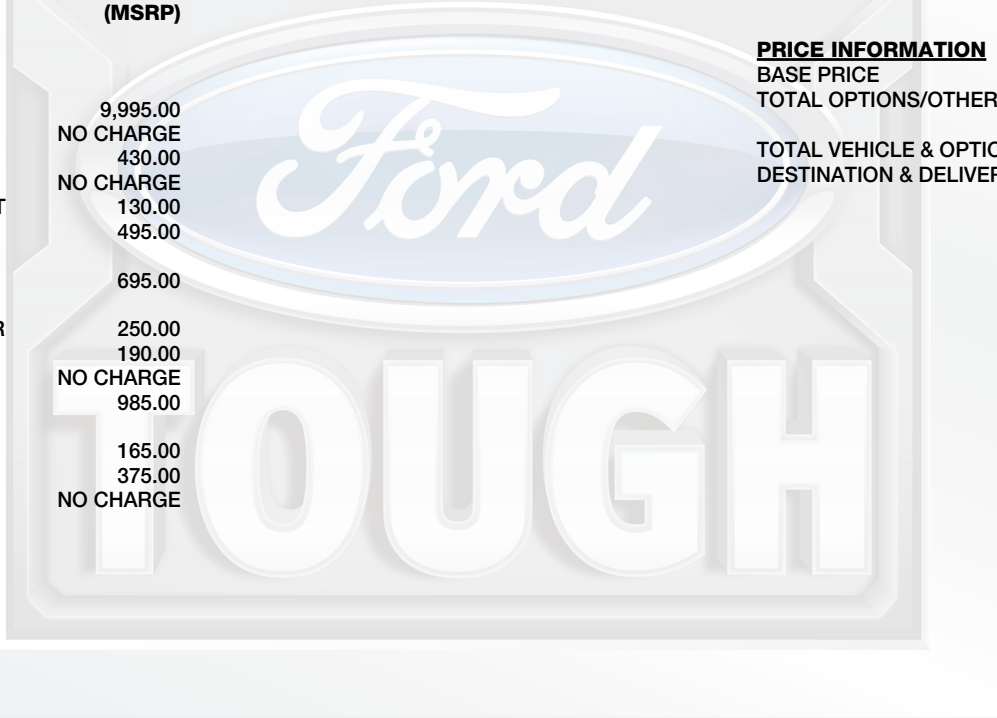 (MSRP)
9,995.00
NO CHARGE
430.00
NO CHARGE
T 130.00
495.00
695.00
R 250.00
190.00
NO CHARGE
985.00
165.00
375.00
NO CHARGE
PRICE INFORMATION
BASE PRICE
TOTAL OPTIONS/OTHER
TOTAL VEHICLE & OPTIO
DESTINATION & DELIVER
Ford
TOUGH